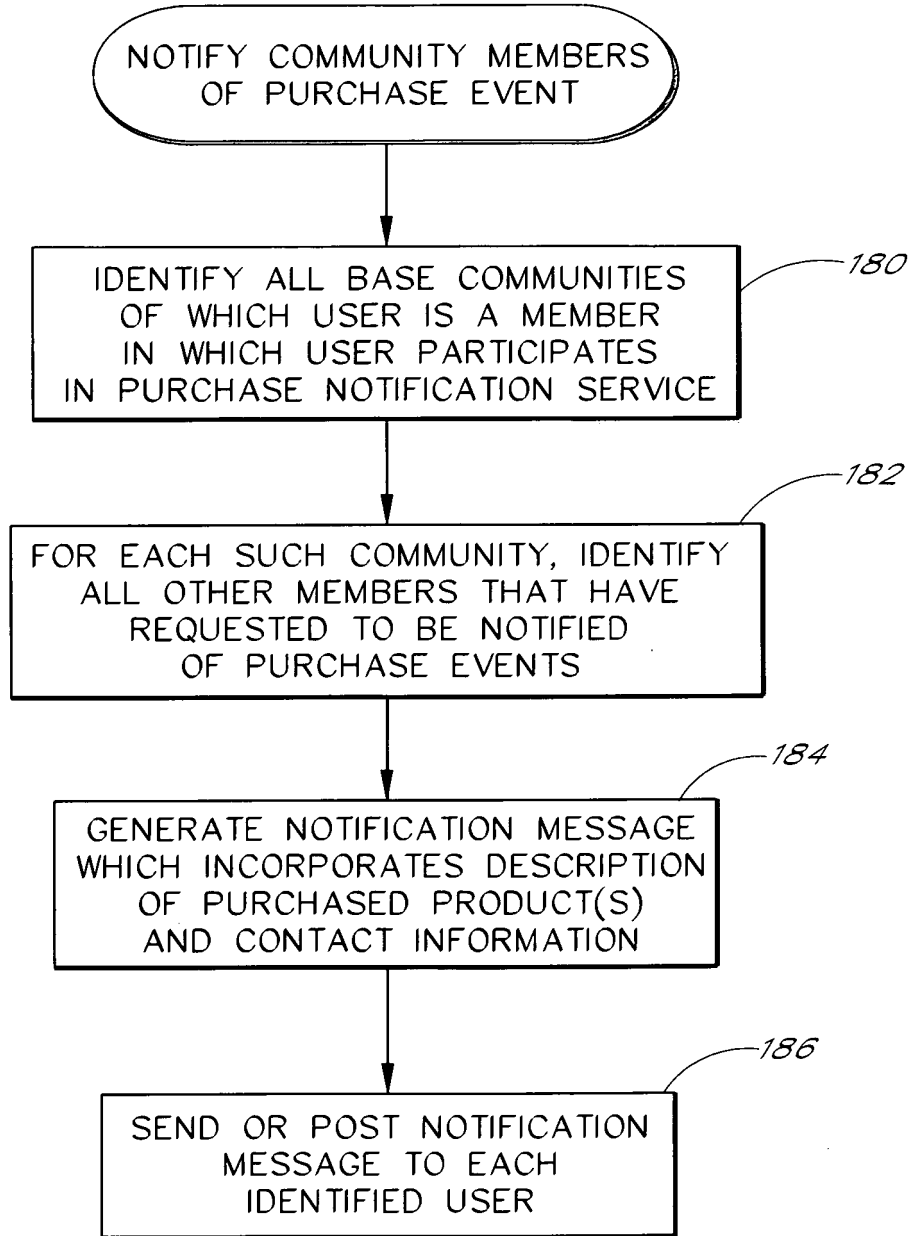 NOTIFY COMMUNITY MEMBERS
OF PURCHASE EVENT
IDENTIFY ALL BASE COMMUNITIES
OF WHICH USER IS A MEMBER
IN WHICH USER PARTICIPATES
IN PURCHASE NOTIFICATION SERVICE
180
FOR EACH SUCH COMMUNITY, IDENTIFY
ALL OTHER MEMBERS THAT HAVE
REQUESTED TO BE NOTIFIED
OF PURCHASE EVENTS
182
GENERATE NOTIFICATION MESSAGE
WHICH INCORPORATES DESCRIPTION
OF PURCHASED PRODUCT(S)
AND CONTACT INFORMATION
184
SEND OR POST NOTIFICATION
MESSAGE TO EACH
IDENTIFIED USER
186